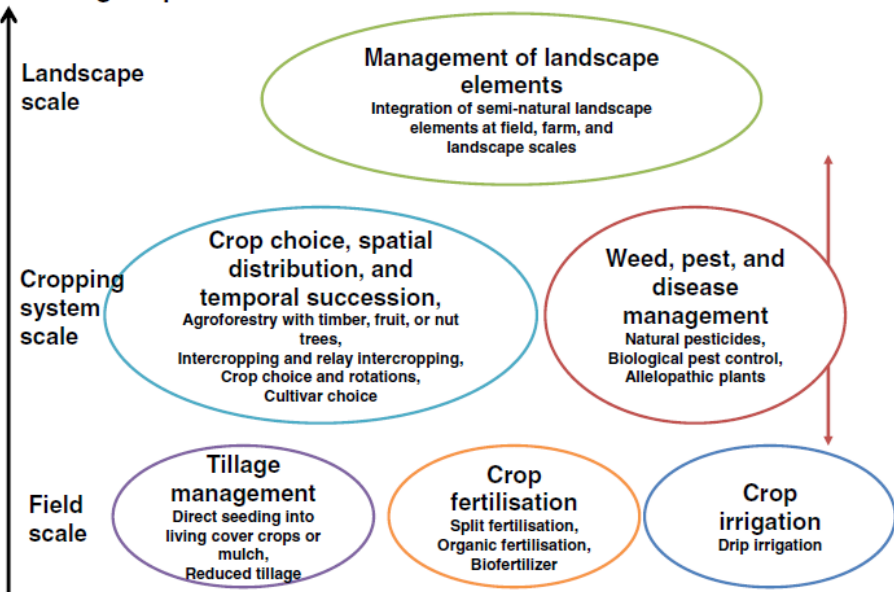 Landscape
scale
Management of landscape
elements
Integration of semi-natural landscape
elements at field, farm, and
landscape scales
Cropping
system
scale
Crop choice, spatial
distribution, and
temporal succession,
Agroforestry with timber, fruit, or nut
trees,
Intercropping and relay intercropping,
Crop choice and rotations,
Cultivar choice
Weed, pest, and
disease
management
Natural pesticides,
Biological pest control,
Allelopathic plants
Field
scale
Tillage
management
Direct seeding into
living cover crops or
mulch,
Reduced tillage
Crop
fertilisation
Split fertilisation,
Organic fertilisation,
Biofertilizer
Crop
irrigation
Drip irrigation